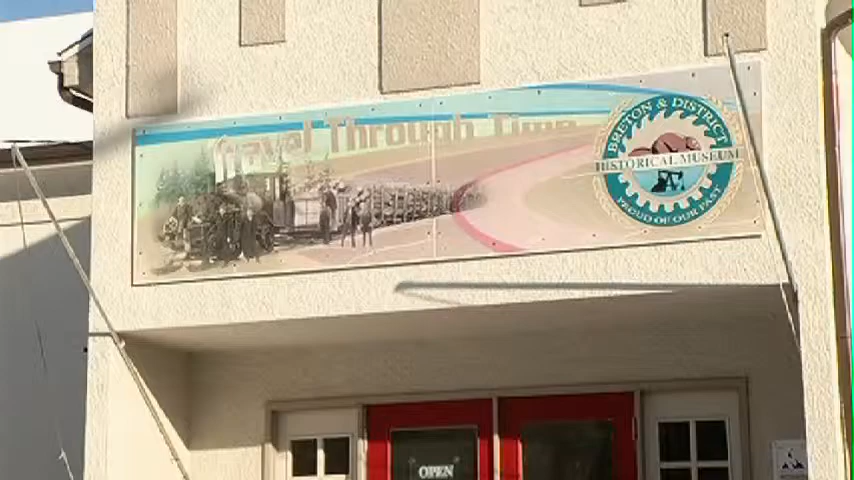 Travel Through Time
BRETON & DISTRICT
HISTORICAL MUSEUM
PROUD OF OUR PAST
OPEN